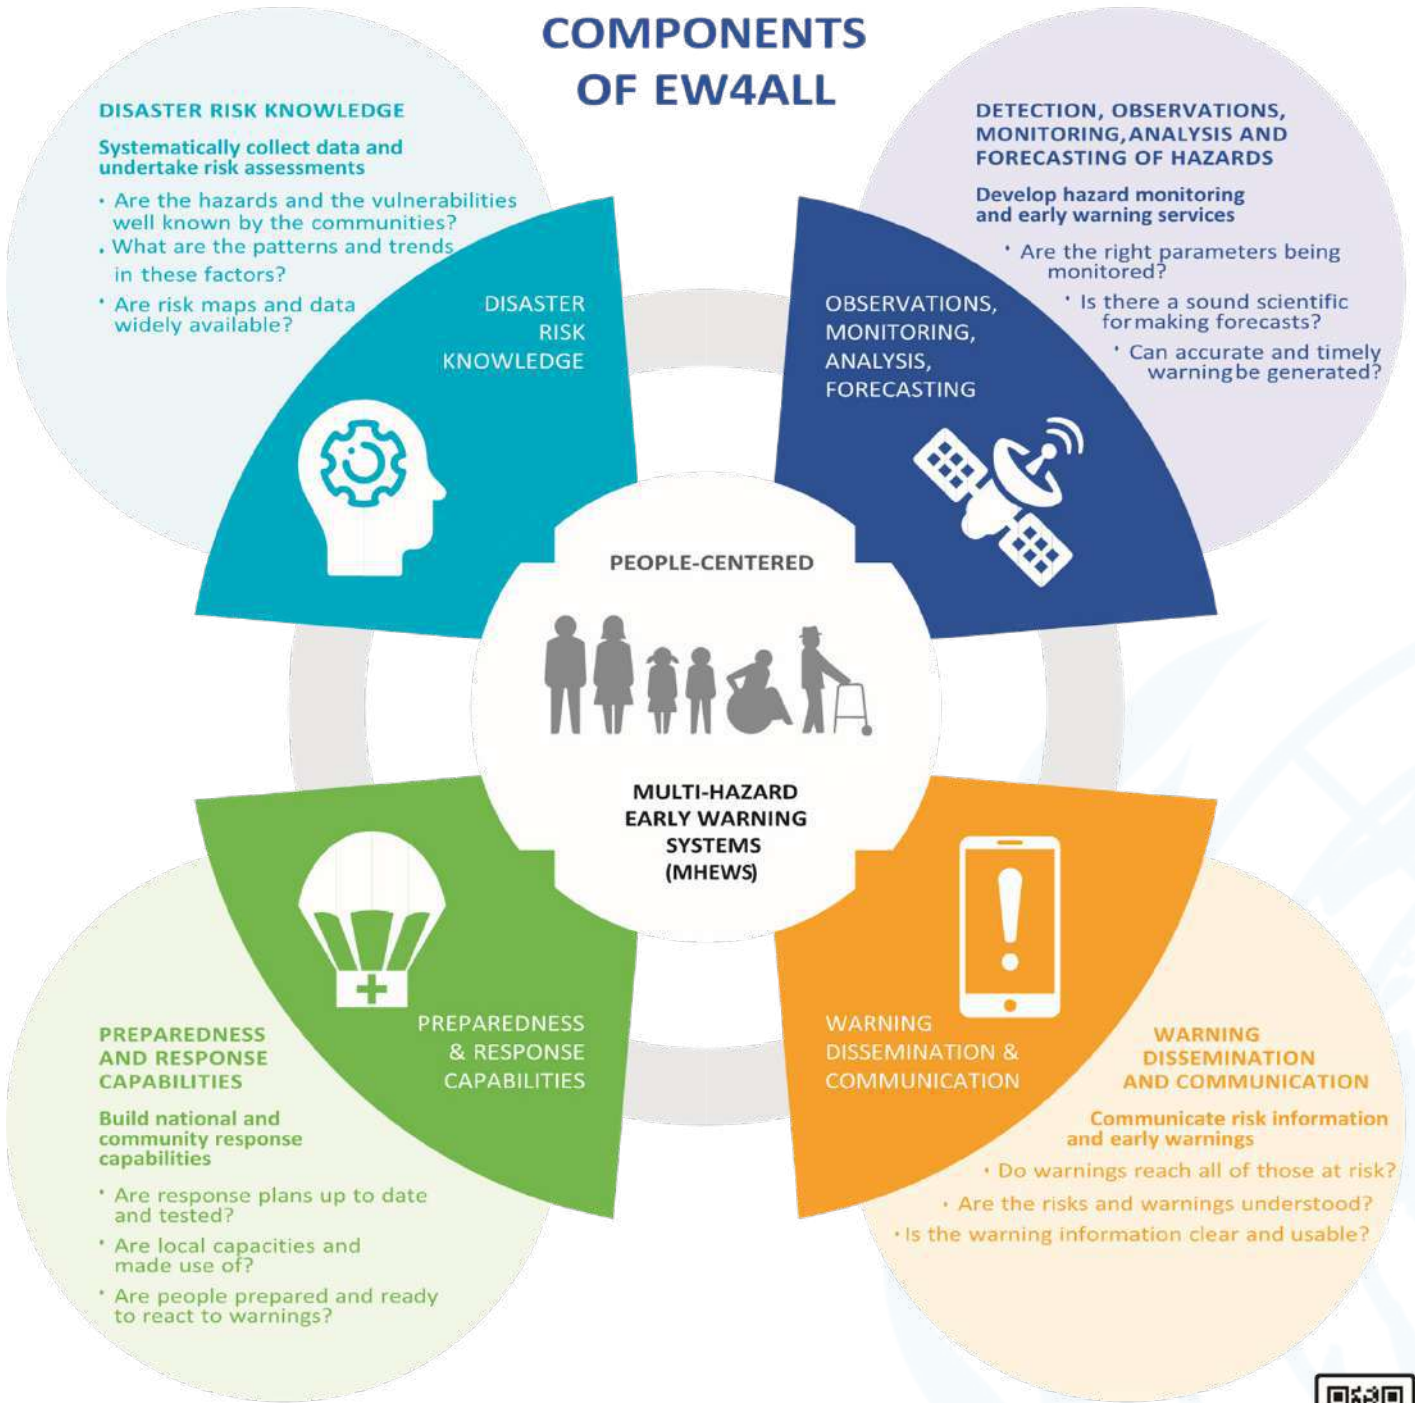 COMPONENTS
OF EW4ALL
DISASTER RISK KNOWLEDGE
Systematically collect data and
undertake risk assessments
· Are the hazards and the vulnerabilities
well known by the communities?
. What are the patterns and trends
in these factors?
· Are risk maps and data
widely available?
DISASTER
RISK
KNOWLEDGE
DETECTION, OBSERVATIONS,
MONITORING,ANALYSIS AND
FORECASTING OF HAZARDS
Develop hazard monitoring
and early warning services
· Are the right parameters being
monitored?
· Is there a sound scientific
formaking forecasts?
· Can accurate and timely
warningbe generated?
OBSERVATIONS,
MONITORING,
ANALYSIS,
FORECASTING
PEOPLE-CENTERED
MULTI-HAZARD
EARLY WARNING
SYSTEMS
(MHEWS)
PREPAREDNESS
& RESPONSE
CAPABILITIES
PREPAREDNESS
AND RESPONSE
CAPABILITIES
Build national and
community response
capabilities
· Are response plans up to date
and tested?
· Are local capacities and
made use of?
· Are people prepared and ready
to react to warnings?
WARNING
DISSEMINATION &
COMMUNICATION
WARNING
DISSEMINATION
AND COMMUNICATION
Communicate risk information
and early warnings
· Do warnings reach all of those at risk?
· Are the risks and warnings understood?
· Is the warning information clear and usable?